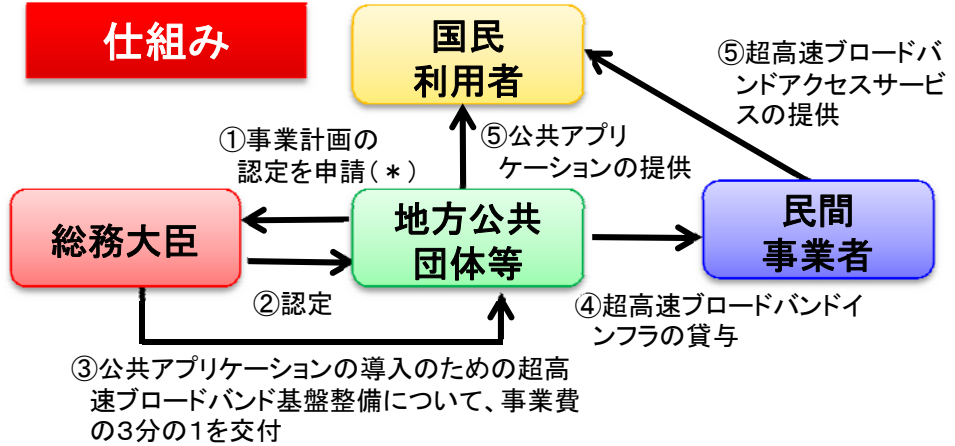 仕組み
国民
利用者
⑤超高速ブロードバ
ンドアクセスサービ
スの提供
①事業計画の
認定を申請(＊)
⑤公共アプリ
ケーションの提供
総務大臣
地方公共
団体等
民間
事業者
②認定
④超高速ブロードバンドイ
ンフラの貸与
③公共アプリケーションの導入のための超高
速ブロードバンド基盤整備について、事業費
の3分の1を交付